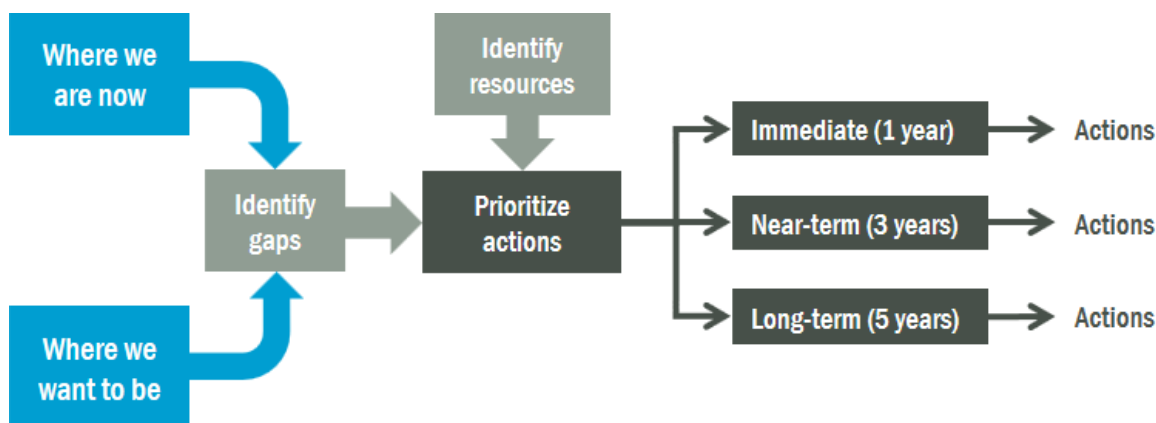 Where we
are now
Identify
resources
Immediate (1 year)
Actions
Identify
gaps
Prioritize
actions
Near-term (3 years)
Actions
Long-term (5 years)
Actions
Where we
want to be